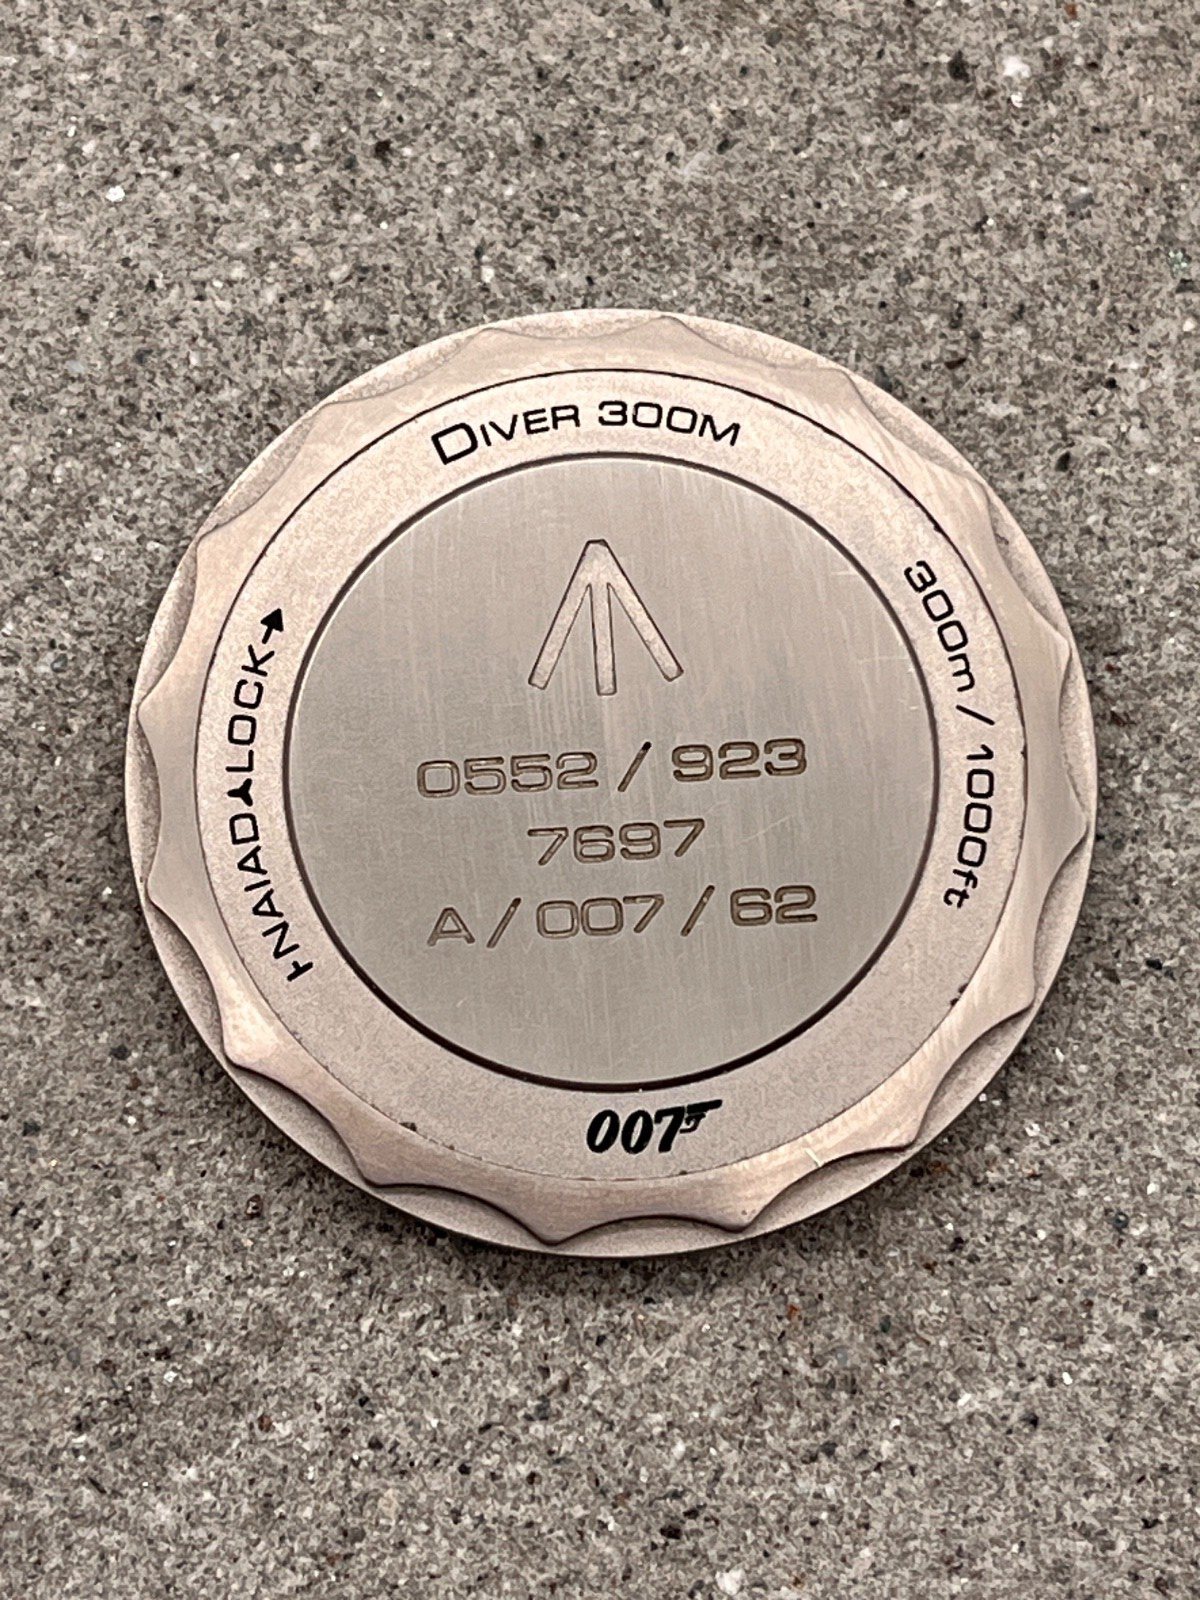 DIVER 300M
300m / 1000ft
NAIAD LOCK
0552 / 923
7697
A / 007 / 62
007